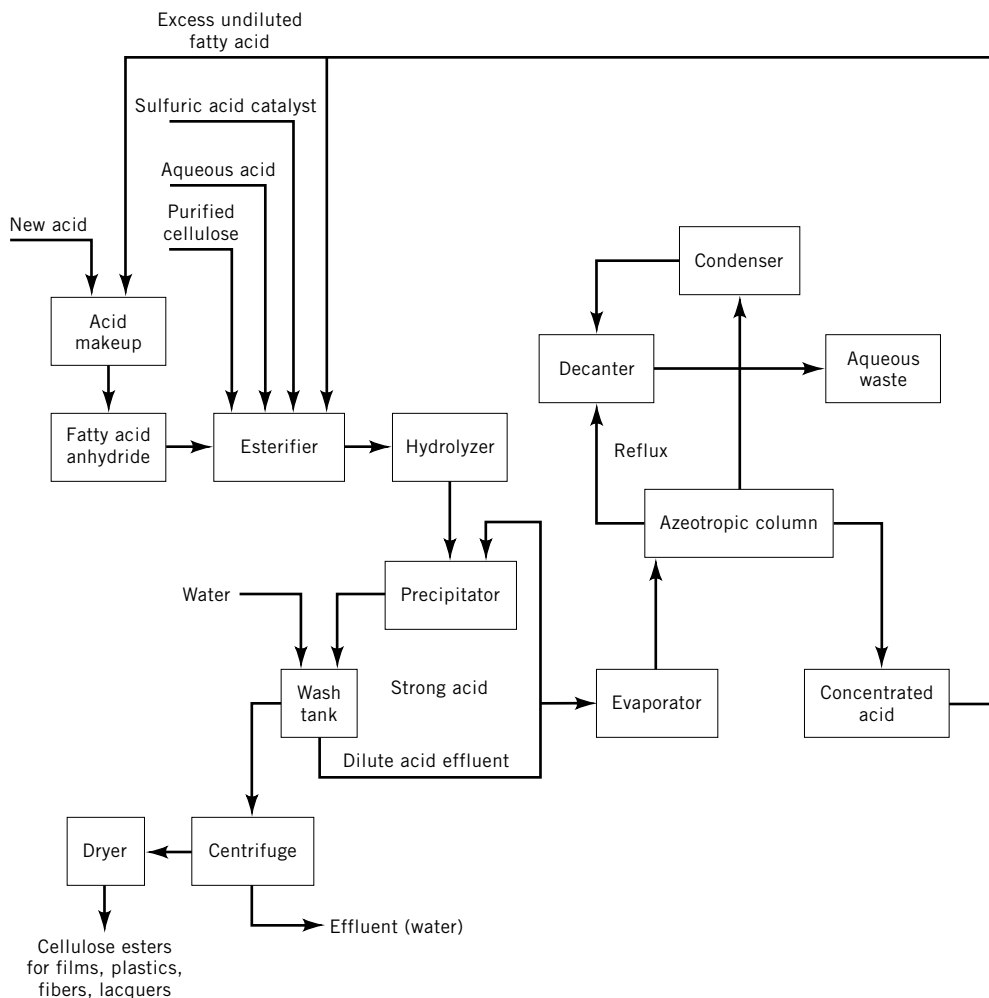 Excess undiluted
fatty acid
Sulfuric acid catalyst
Aqueous acid
Purified
cellulose
New acid
Condenser
Acid
makeup
Decanter
Aqueous
waste
Fatty acid
anhydride
Esterifier
Hydrolyzer
Reflux
Azeotropic column
Water
Precipitator
Strong acid
Wash
tank
Evaporator
Concentrated
acid
Dilute acid effluent
Dryer
Centrifuge
Effluent (water)
Cellulose esters
for films, plastics,
fibers, lacquers